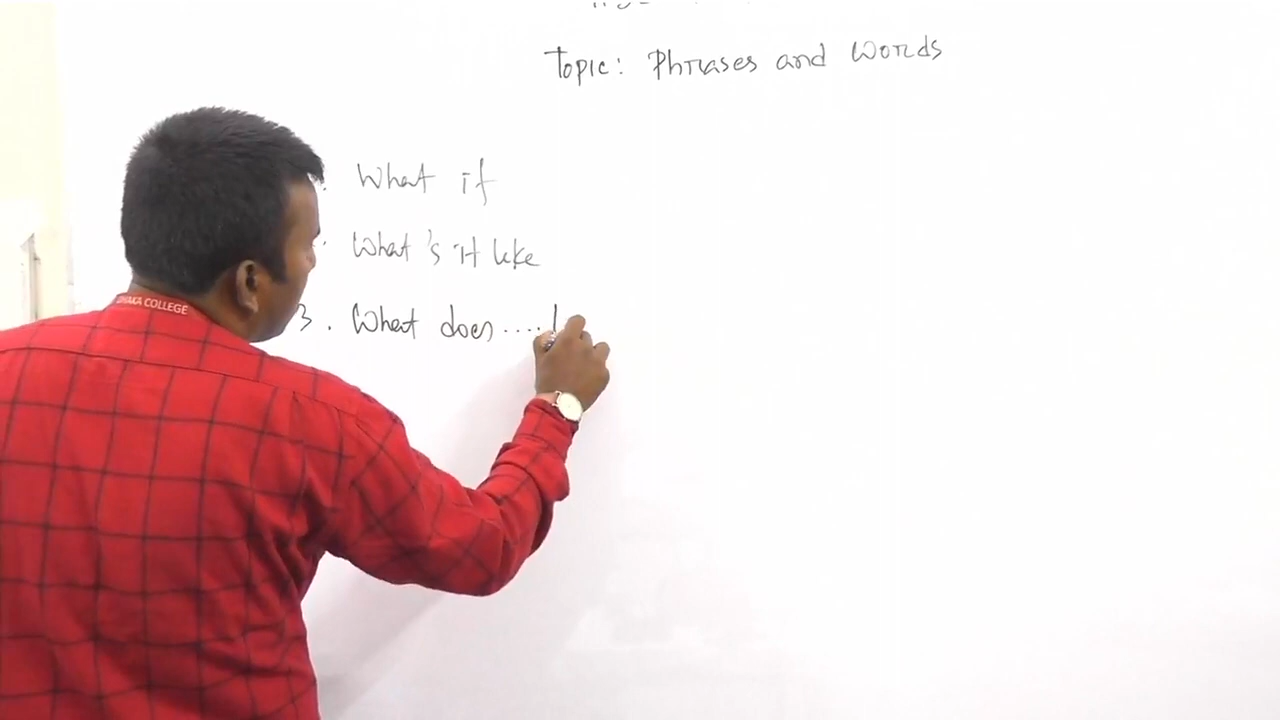 Topic: Phrases and Words
What if
What's it like
3. What does ....
DHAKA COLLEGE